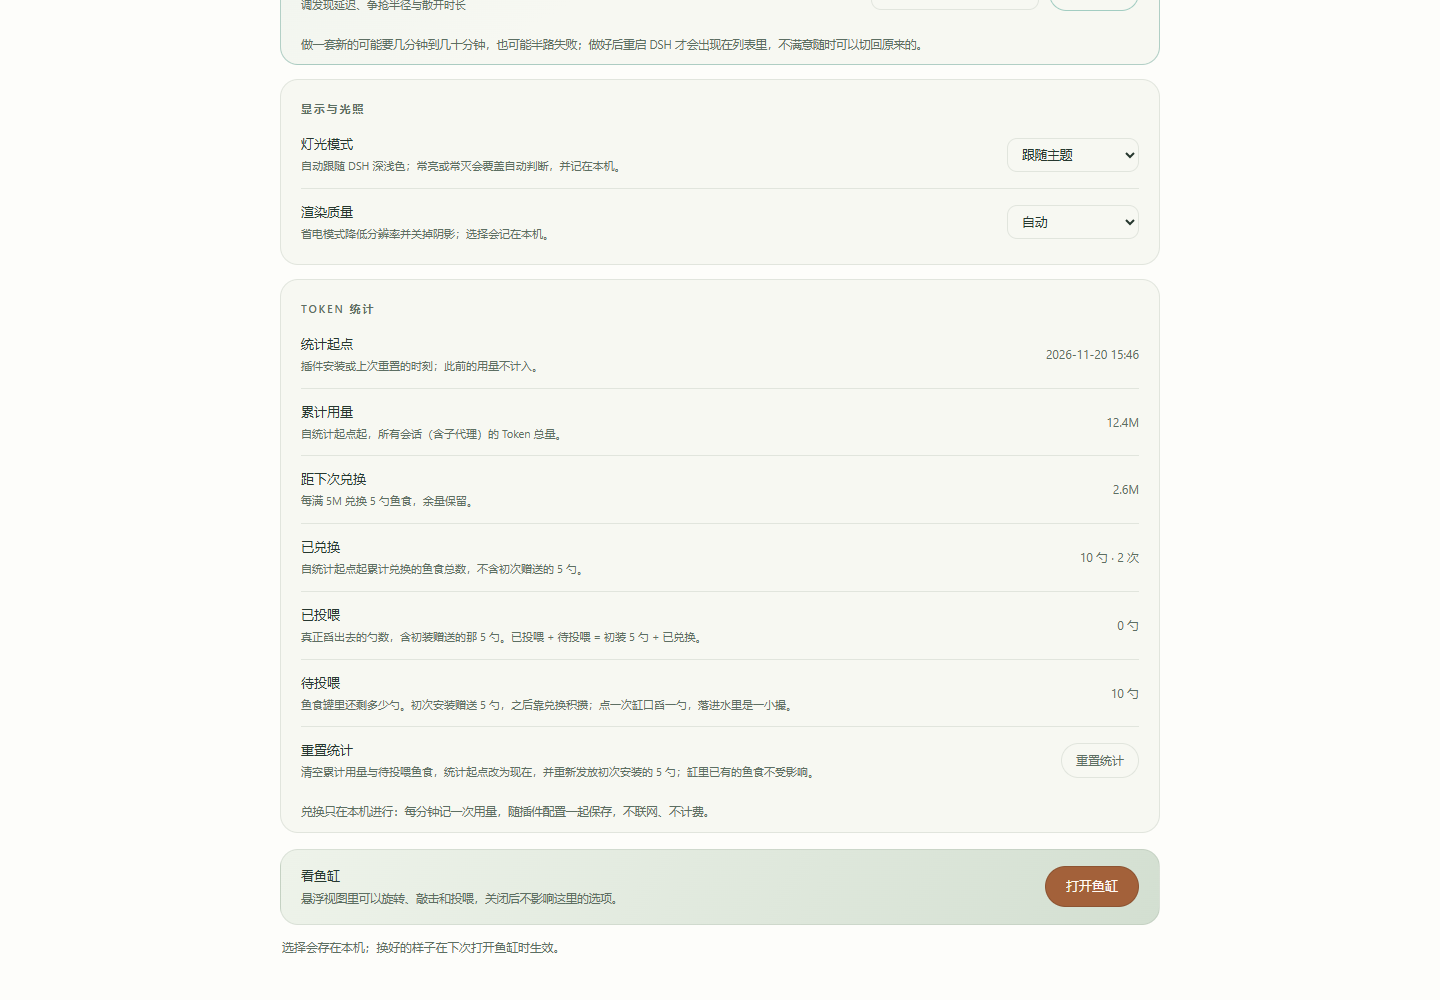 调发现延迟、争抢半径与散开时长
做一套新的可能要几分钟到几十分钟，也可能半路失败；做好后重启 DSH 才会出现在列表里，不满意随时可以切回原来的。
显示与光照
灯光模式
自动跟随 DSH 深浅色；常亮或常灭会覆盖自动判断，并记在本机。
跟随主题
渲染质量
省电模式降低分辨率并关掉阴影；选择会记在本机。
自动
TOKEN 统计
统计起点
插件安装或上次重置的时刻；此前的用量不计入。
2026-11-20 15:46
累计用量
自统计起点起，所有会话（含子代理）的 Token 总量。
12.4M
距下次兑换
每满 5M 兑换 5 勺鱼食，余量保留。
2.6M
已兑换
自统计起点起累计兑换的鱼食总数，不含初次赠送的 5 勺。
10 勺 · 2 次
已投喂
真正舀出去的勺数，含初装赠送的那 5 勺。已投喂 + 待投喂 = 初装 5 勺 + 已兑换。
0 勺
待投喂
鱼食罐里还剩多少勺。初次安装赠送 5 勺，之后靠兑换积攒；点一次缸口舀一勺，落进水里是一小撮。
10 勺
重置统计
清空累计用量与待投喂鱼食，统计起点改为现在，并重新发放初次安装的 5 勺；缸里已有的鱼食不受影响。
重置统计
兑换只在本机进行：每分钟记一次用量，随插件配置一起保存，不联网、不计费。
看鱼缸
悬浮视图里可以旋转、敲击和投喂，关闭后不影响这里的选项。
打开鱼缸
选择会存在本机；换好的样子在下次打开鱼缸时生效。